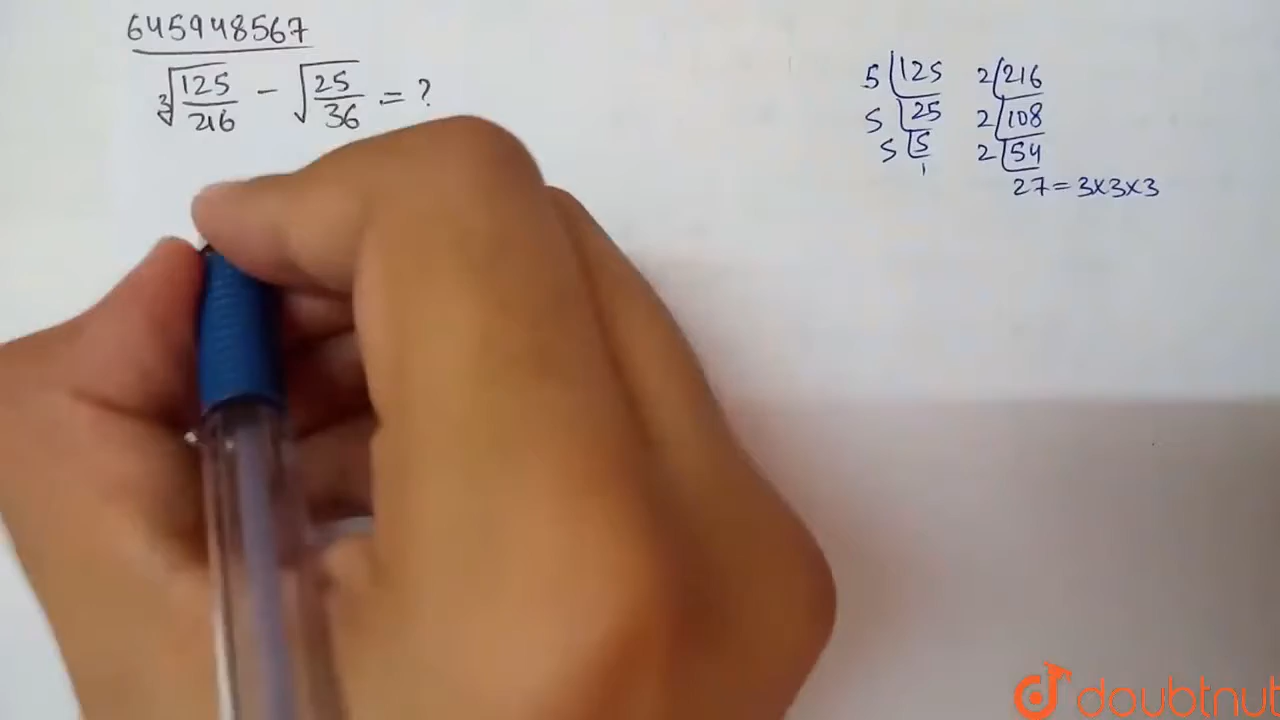 645948567
∛(125/216) - √(25/36) = ?
5 | 125
5 | 25
5 | 5
1
2 | 216
2 | 108
2 | 54
27 = 3×3×3
doubtnut